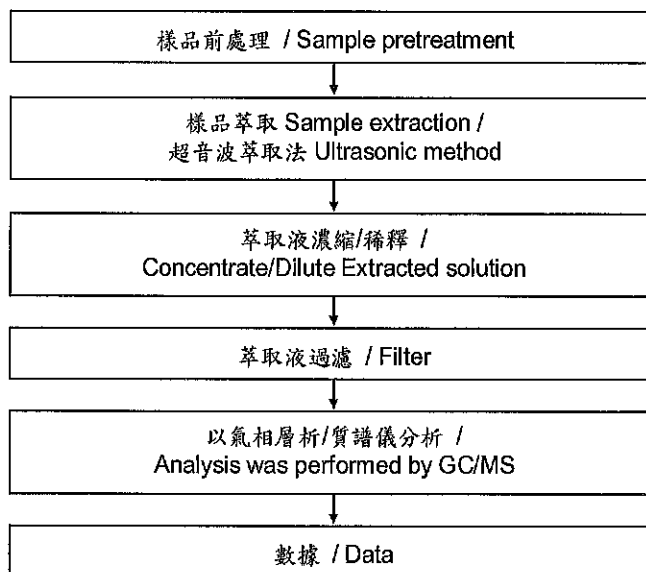 樣品前處理 / Sample pretreatment
樣品萃取 Sample extraction /
超音波萃取法 Ultrasonic method
萃取液濃縮/稀釋 /
Concentrate/Dilute Extracted solution
萃取液過濾 / Filter
以氣相層析/質譜儀分析 /
Analysis was performed by GC/MS
數據 / Data